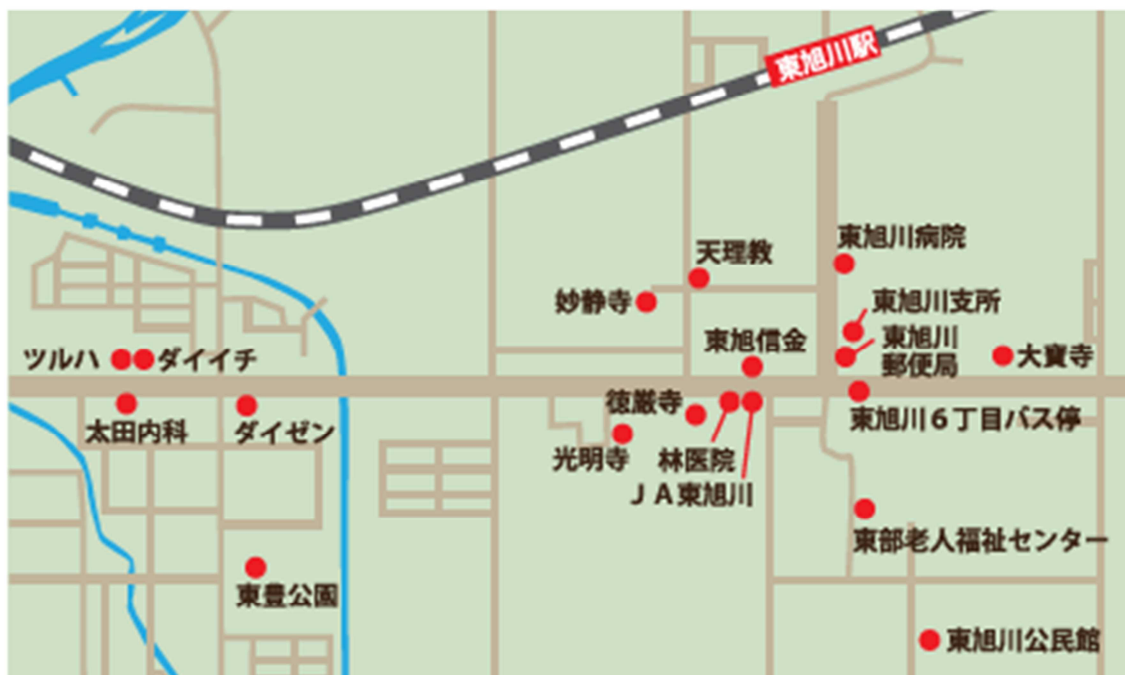 東旭川駅
東旭川病院
天理教
妙静寺
東旭川支所
東旭川
郵便局
東旭信金
大寶寺
ツルハ
ダイイチ
徳厳寺
東旭川６丁目バス停
太田内科
ダイゼン
光明寺
林医院
ＪＡ東旭川
東部老人福祉センター
東豊公園
東旭川公民館